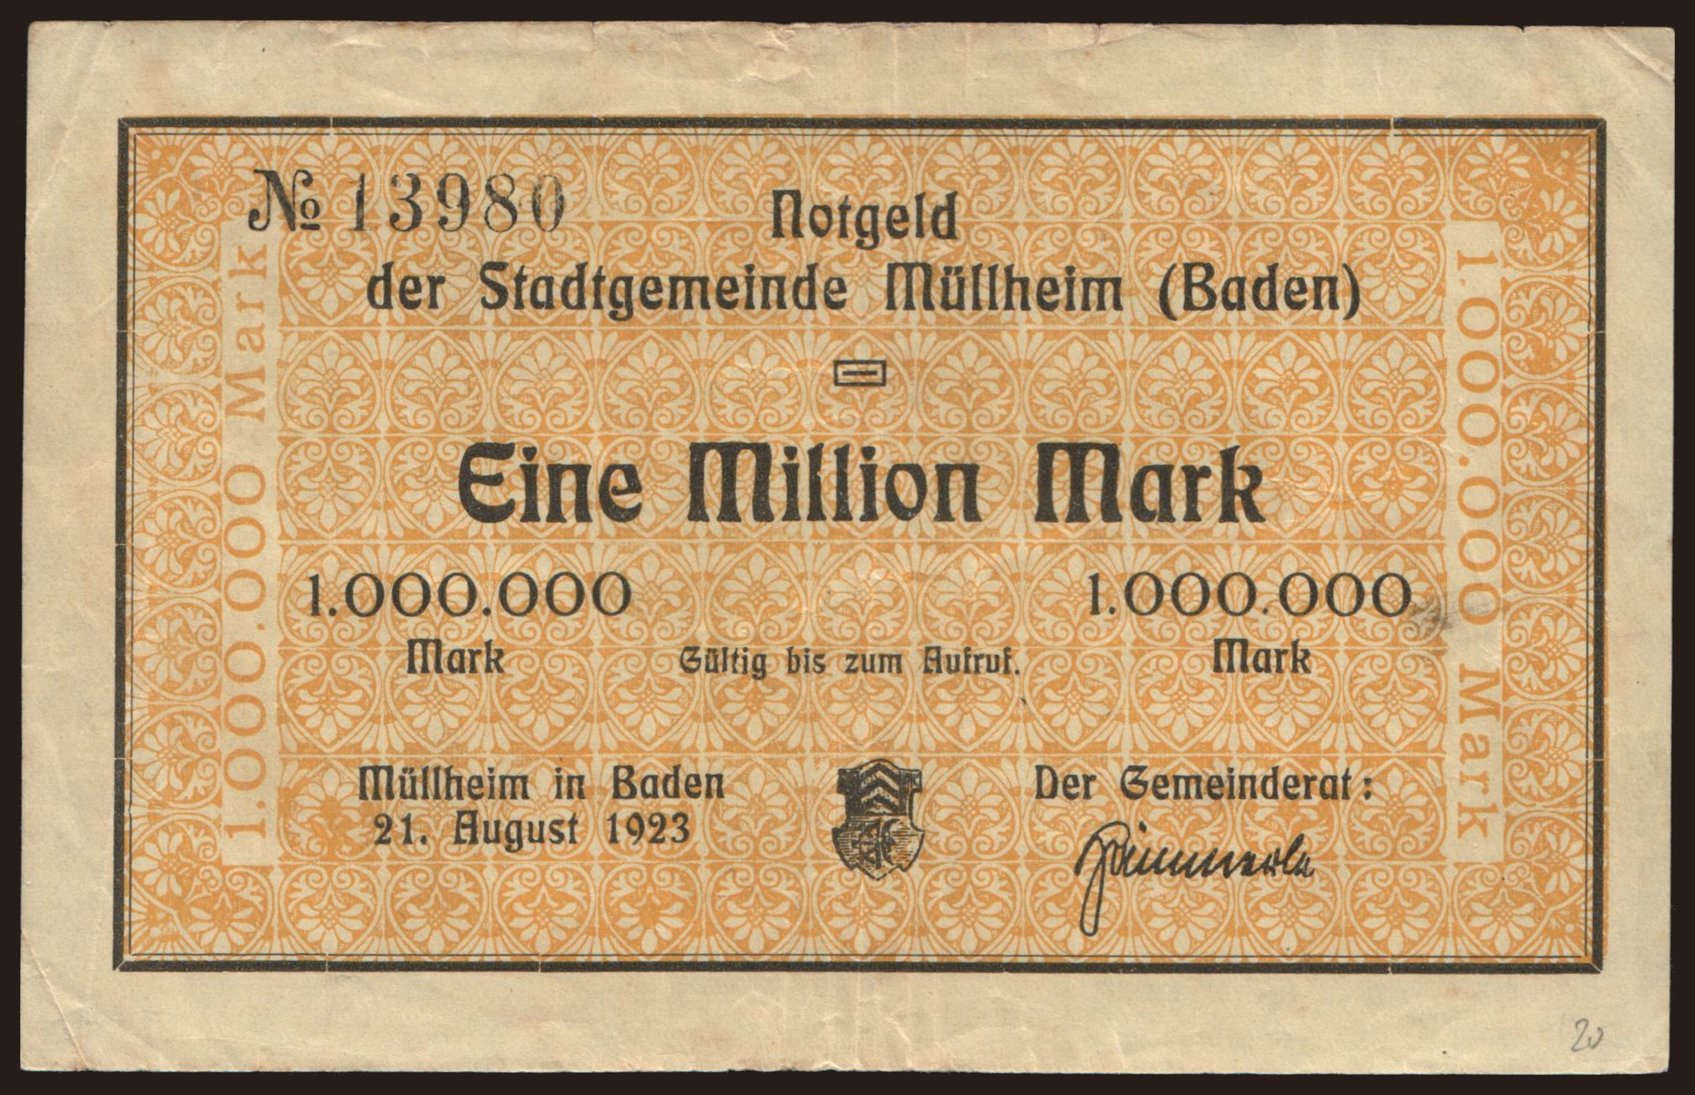 № 13980
Notgeld
der Stadtgemeinde Müllheim (Baden)
Eine Million Mark
1.000.000
Mark
1.000.000
Mark
Gültig bis zum Aufruf.
Müllheim in Baden
21. August 1923
Der Gemeinderat:
1.000.000 Mark
1.000.000 Mark
20